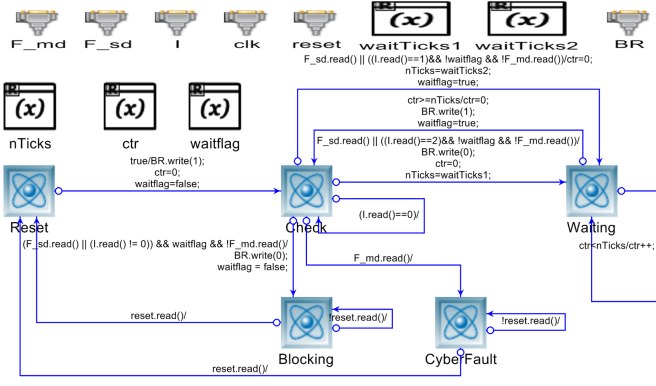 F_md F_sd I clk reset waitTicks1 waitTicks2 BR
F_sd.read() || ((I.read()==1)&& !waitflag && !F_md.read())/ctr=0;
nTicks=waitTicks2;
waitflag=true;
nTicks ctr waitflag
ctr>=nTicks/ctr=0;
BR.write(1);
waitflag=true;
F_sd.read() || ((I.read()==2)&& !waitflag && !F_md.read())/
BR.write(0);
ctr=0;
nTicks=waitTicks1;
true/BR.write(1);
ctr=0;
waitflag=false;
(I.read()==0)/
Reset Check Waiting
(F_sd.read() || (I.read() != 0)) && waitflag && !F_md.read()/
BR.write(0);
waitflag = false;
ctr<nTicks/ctr++;
F_md.read()/
reset.read()/
!reset.read()/
!reset.read()/
Blocking CyberFault
reset.read()/